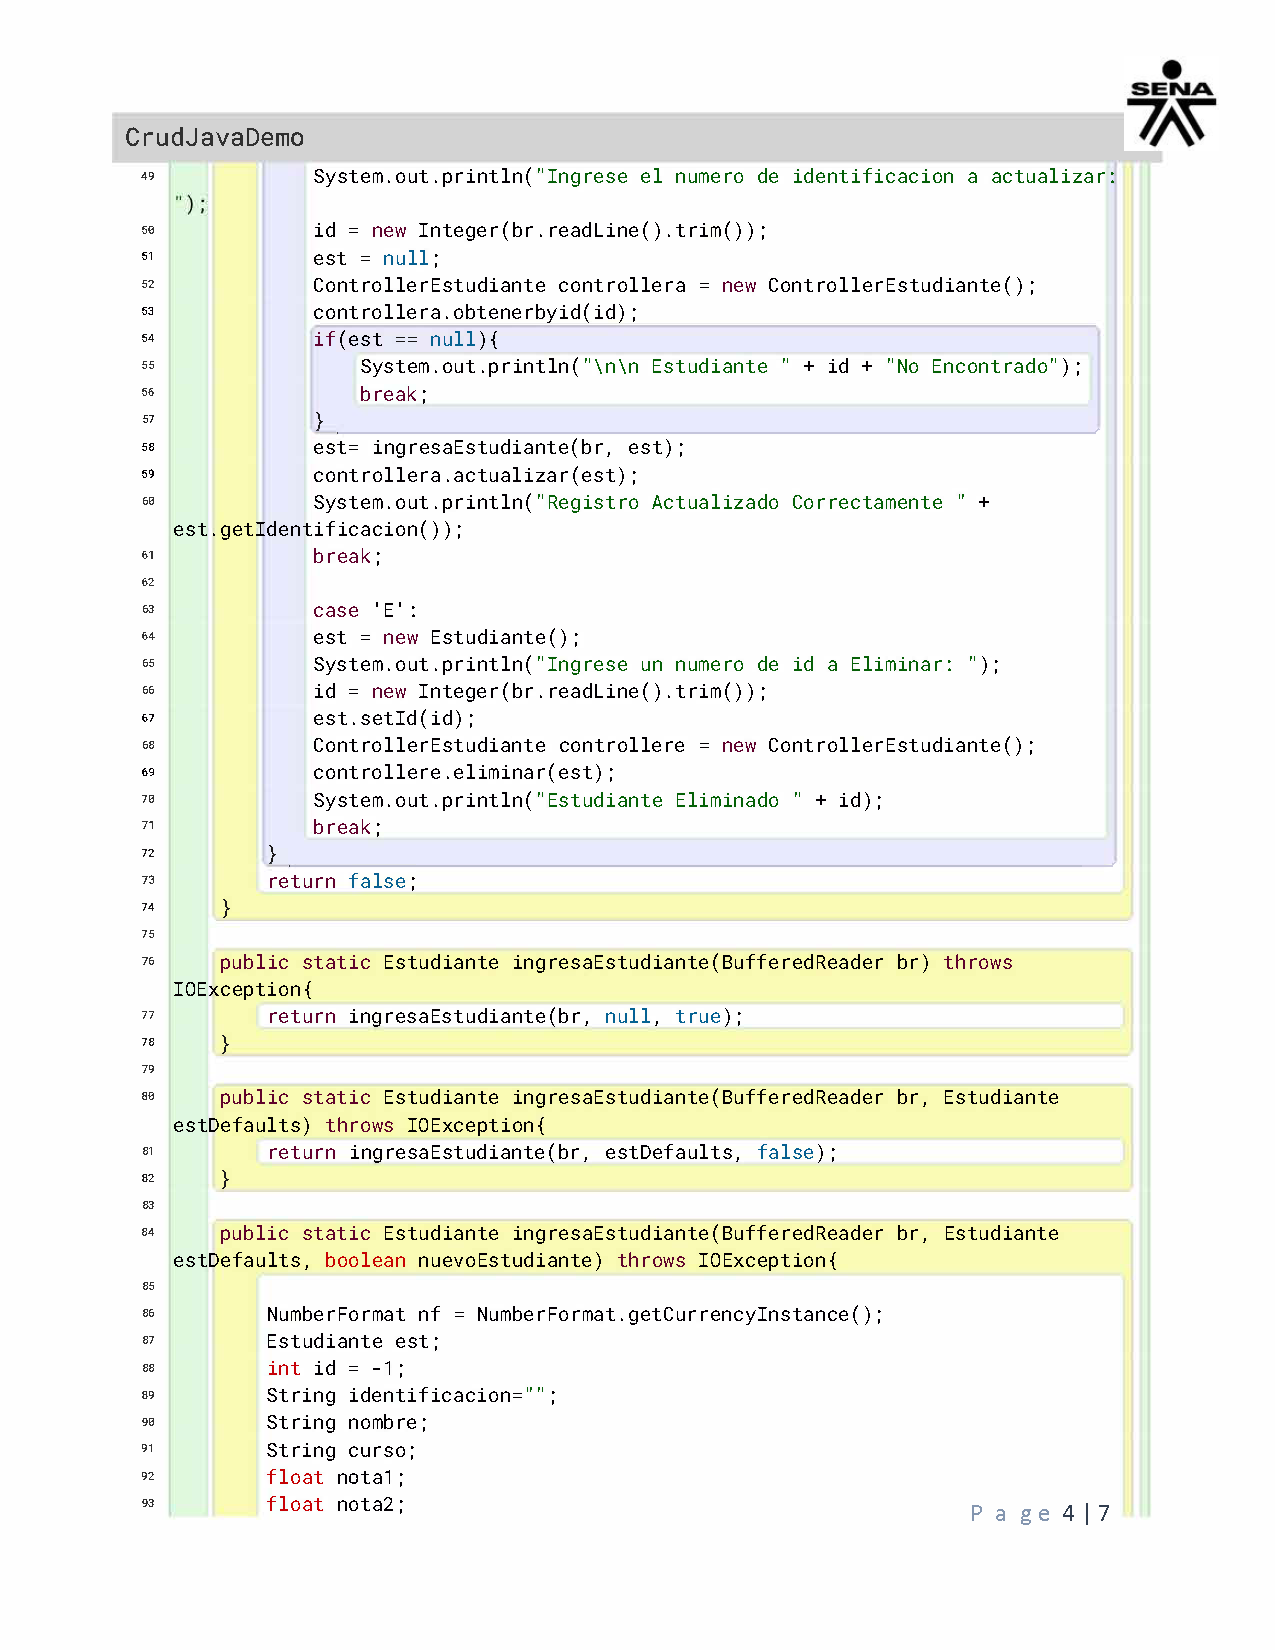 SENA
CrudJavaDemo
49 System.out.println("Ingrese el numero de identificacion a actualizar:
");
50 id = new Integer(br.readLine().trim());
51 est = null;
52 ControllerEstudiante controllera = new ControllerEstudiante();
53 controllera.obtenerbyid(id);
54 if(est == null){
55 System.out.println("\n\n Estudiante " + id + "No Encontrado");
56 break;
57 }
58 est= ingresaEstudiante(br, est);
59 controllera.actualizar(est);
60 System.out.println("Registro Actualizado Correctamente " +
est.getIdentificacion());
61 break;
62
63 case 'E':
64 est = new Estudiante();
65 System.out.println("Ingrese un numero de id a Eliminar: ");
66 id = new Integer(br.readLine().trim());
67 est.setId(id);
68 ControllerEstudiante controllere = new ControllerEstudiante();
69 controllere.eliminar(est);
70 System.out.println("Estudiante Eliminado " + id);
71 break;
72 }
73 return false;
74 }
75
76 public static Estudiante ingresaEstudiante(BufferedReader br) throws
IOException{
77 return ingresaEstudiante(br, null, true);
78 }
79
80 public static Estudiante ingresaEstudiante(BufferedReader br, Estudiante
estDefaults) throws IOException{
81 return ingresaEstudiante(br, estDefaults, false);
82 }
83
84 public static Estudiante ingresaEstudiante(BufferedReader br, Estudiante
estDefaults, boolean nuevoEstudiante) throws IOException{
85
86 NumberFormat nf = NumberFormat.getCurrencyInstance();
87 Estudiante est;
88 int id = -1;
89 String identificacion="";
90 String nombre;
91 String curso;
92 float nota1;
93 float nota2;
P a g e 4 | 7